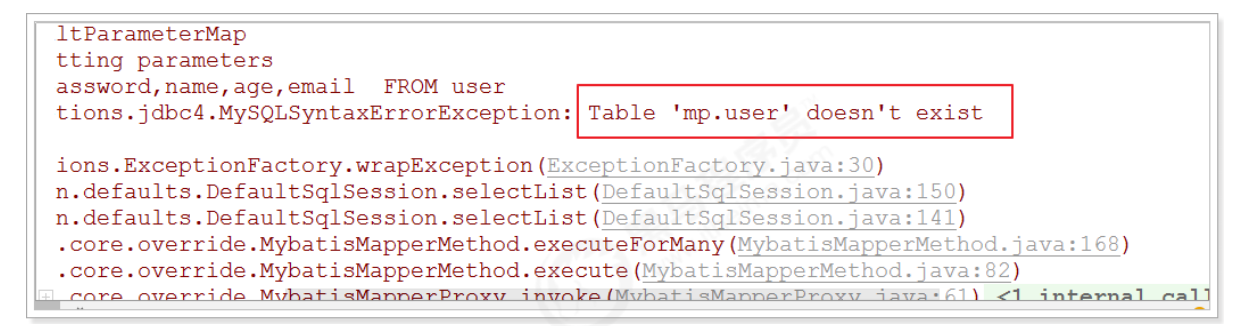 ltParameterMap
tting parameters
assword,name,age,email  FROM user
tions.jdbc4.MySQLSyntaxErrorException: Table 'mp.user' doesn't exist
ions.ExceptionFactory.wrapException(ExceptionFactory.java:30)
n.defaults.DefaultSqlSession.selectList(DefaultSqlSession.java:150)
n.defaults.DefaultSqlSession.selectList(DefaultSqlSession.java:141)
.core.override.MybatisMapperMethod.executeForMany(MybatisMapperMethod.java:168)
.core.override.MybatisMapperMethod.execute(MybatisMapperMethod.java:82)
.core.override.MybatisMapperProxy.invoke(MybatisMapperProxy.java:61) <1 internal call